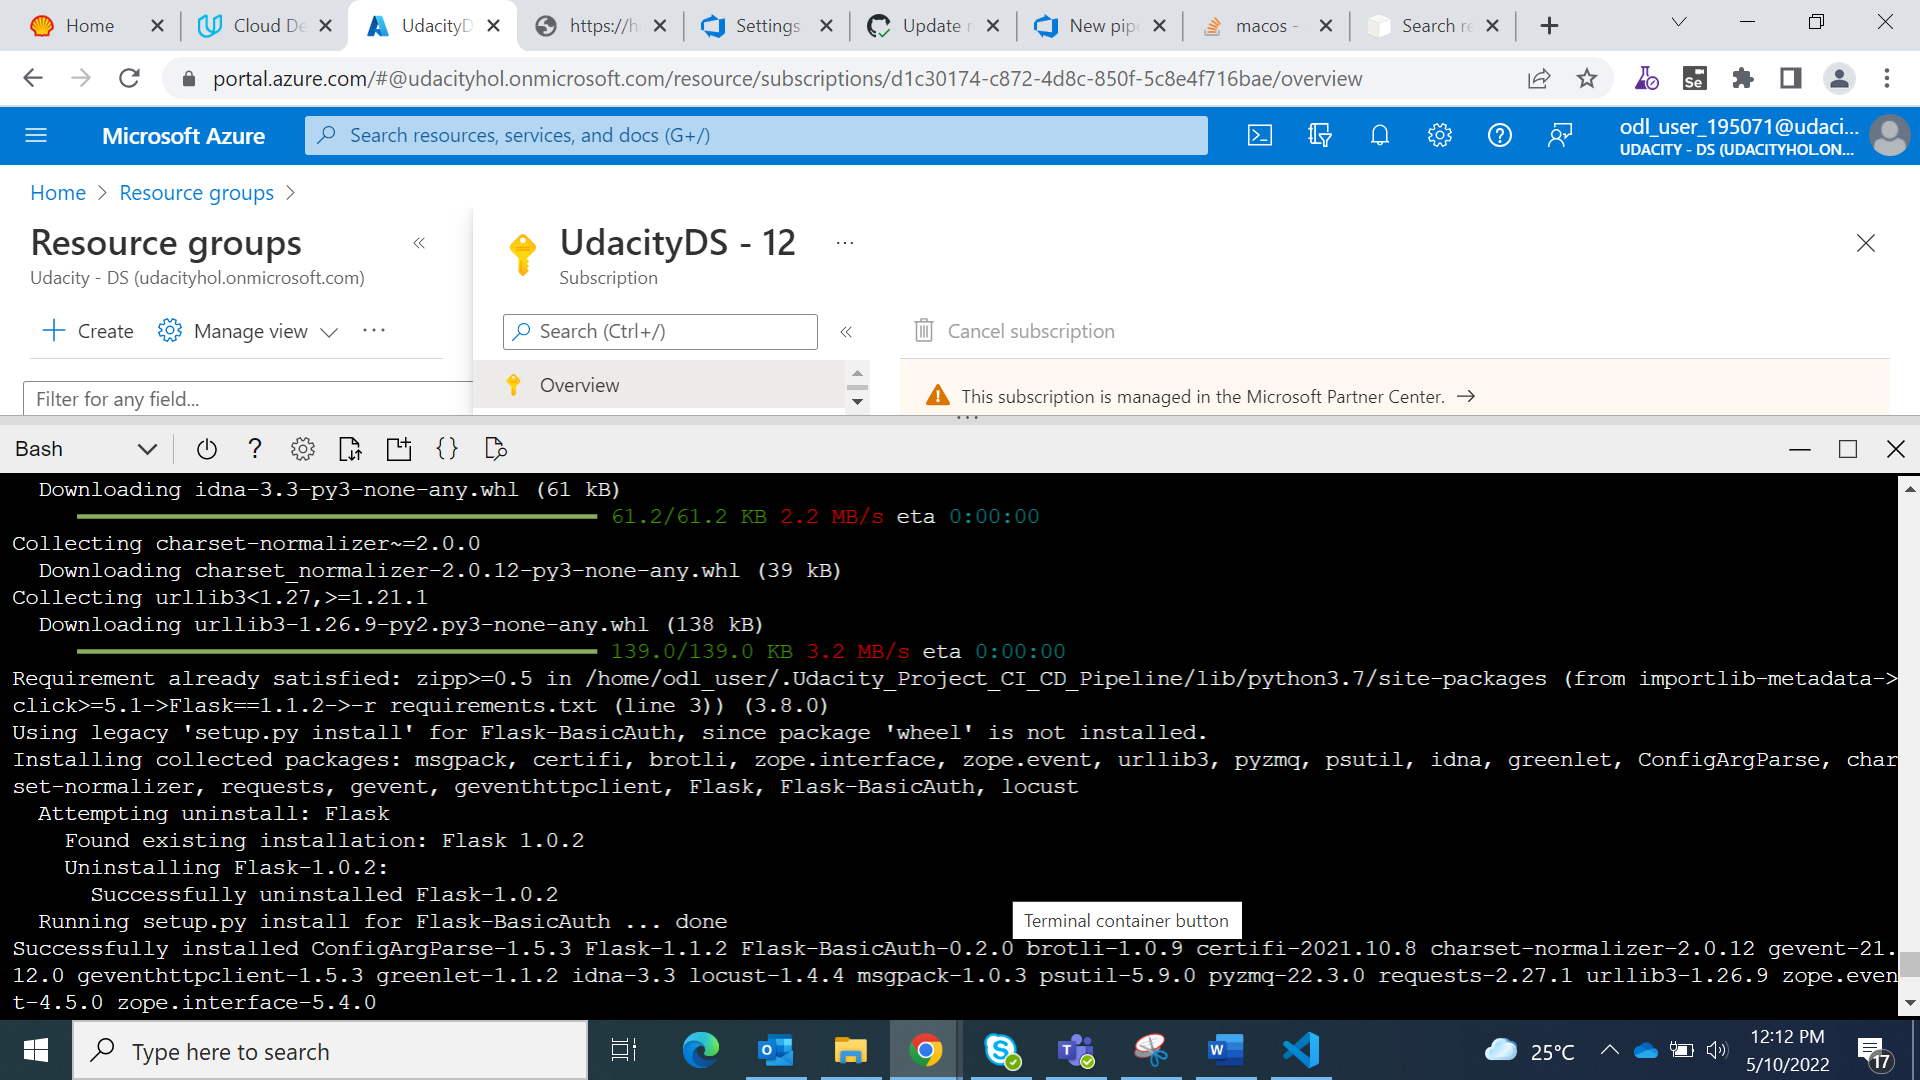 Home
Cloud De
UdacityD
https://h
Settings
Update r
New pip
macos -
Search re
portal.azure.com/#@udacityhol.onmicrosoft.com/resource/subscriptions/d1c30174-c872-4d8c-850f-5c8e4f716bae/overview
Se
Microsoft Azure
Search resources, services, and docs (G+/)
odl_user_195071@udaci...
UDACITY - DS (UDACITYHOL.ON...
Home > Resource groups >
Resource groups
Udacity - DS (udacityhol.onmicrosoft.com)
Create
Manage view
Filter for any field...
UdacityDS - 12
Subscription
Search (Ctrl+/)
Overview
Cancel subscription
This subscription is managed in the Microsoft Partner Center. →
Bash
Downloading idna-3.3-py3-none-any.whl (61 kB)
61.2/61.2 KB 2.2 MB/s eta 0:00:00
Collecting charset-normalizer~=2.0.0
Downloading charset_normalizer-2.0.12-py3-none-any.whl (39 kB)
Collecting urllib3<1.27,>=1.21.1
Downloading urllib3-1.26.9-py2.py3-none-any.whl (138 kB)
139.0/139.0 KB 3.2 MB/s eta 0:00:00
Requirement already satisfied: zipp>=0.5 in /home/odl_user/.Udacity_Project_CI_CD_Pipeline/lib/python3.7/site-packages (from importlib-metadata->
click>=5.1->Flask==1.1.2->-r requirements.txt (line 3)) (3.8.0)
Using legacy 'setup.py install' for Flask-BasicAuth, since package 'wheel' is not installed.
Installing collected packages: msgpack, certifi, brotli, zope.interface, zope.event, urllib3, pyzmq, psutil, idna, greenlet, ConfigArgParse, char
set-normalizer, requests, gevent, geventhttpclient, Flask, Flask-BasicAuth, locust
Attempting uninstall: Flask
Found existing installation: Flask 1.0.2
Uninstalling Flask-1.0.2:
Successfully uninstalled Flask-1.0.2
Running setup.py install for Flask-BasicAuth ... done
Terminal container button
Successfully installed ConfigArgParse-1.5.3 Flask-1.1.2 Flask-BasicAuth-0.2.0 brotli-1.0.9 certifi-2021.10.8 charset-normalizer-2.0.12 gevent-21.
12.0 geventhttpclient-1.5.3 greenlet-1.1.2 idna-3.3 locust-1.4.4 msgpack-1.0.3 psutil-5.9.0 pyzmq-22.3.0 requests-2.27.1 urllib3-1.26.9 zope.even
t-4.5.0 zope.interface-5.4.0
Type here to search
25°C
12:12 PM
5/10/2022
17